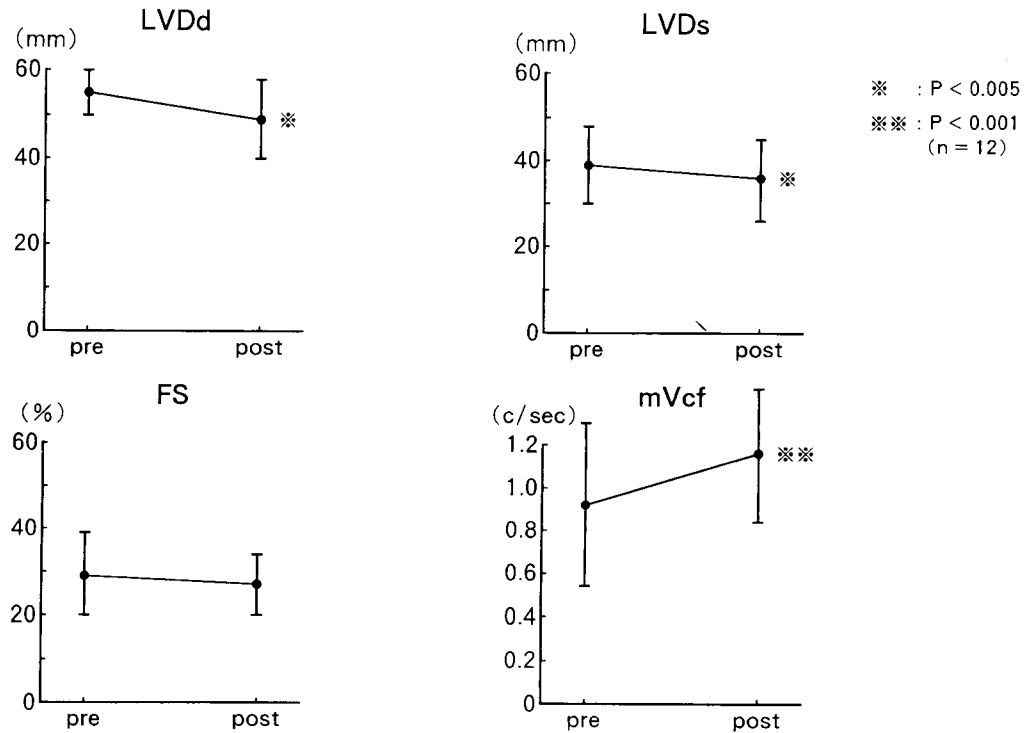 LVDd
(mm)
60
40
20
0
pre post
※
LVDs
(mm)
60
40
20
0
pre post
※
※ : P < 0.005
※※ : P < 0.001
(n = 12)
FS
(%)
60
40
20
0
pre post
mVcf
(c/sec)
1.2
1.0
0.8
0.6
0.4
0.2
0
pre post
※※